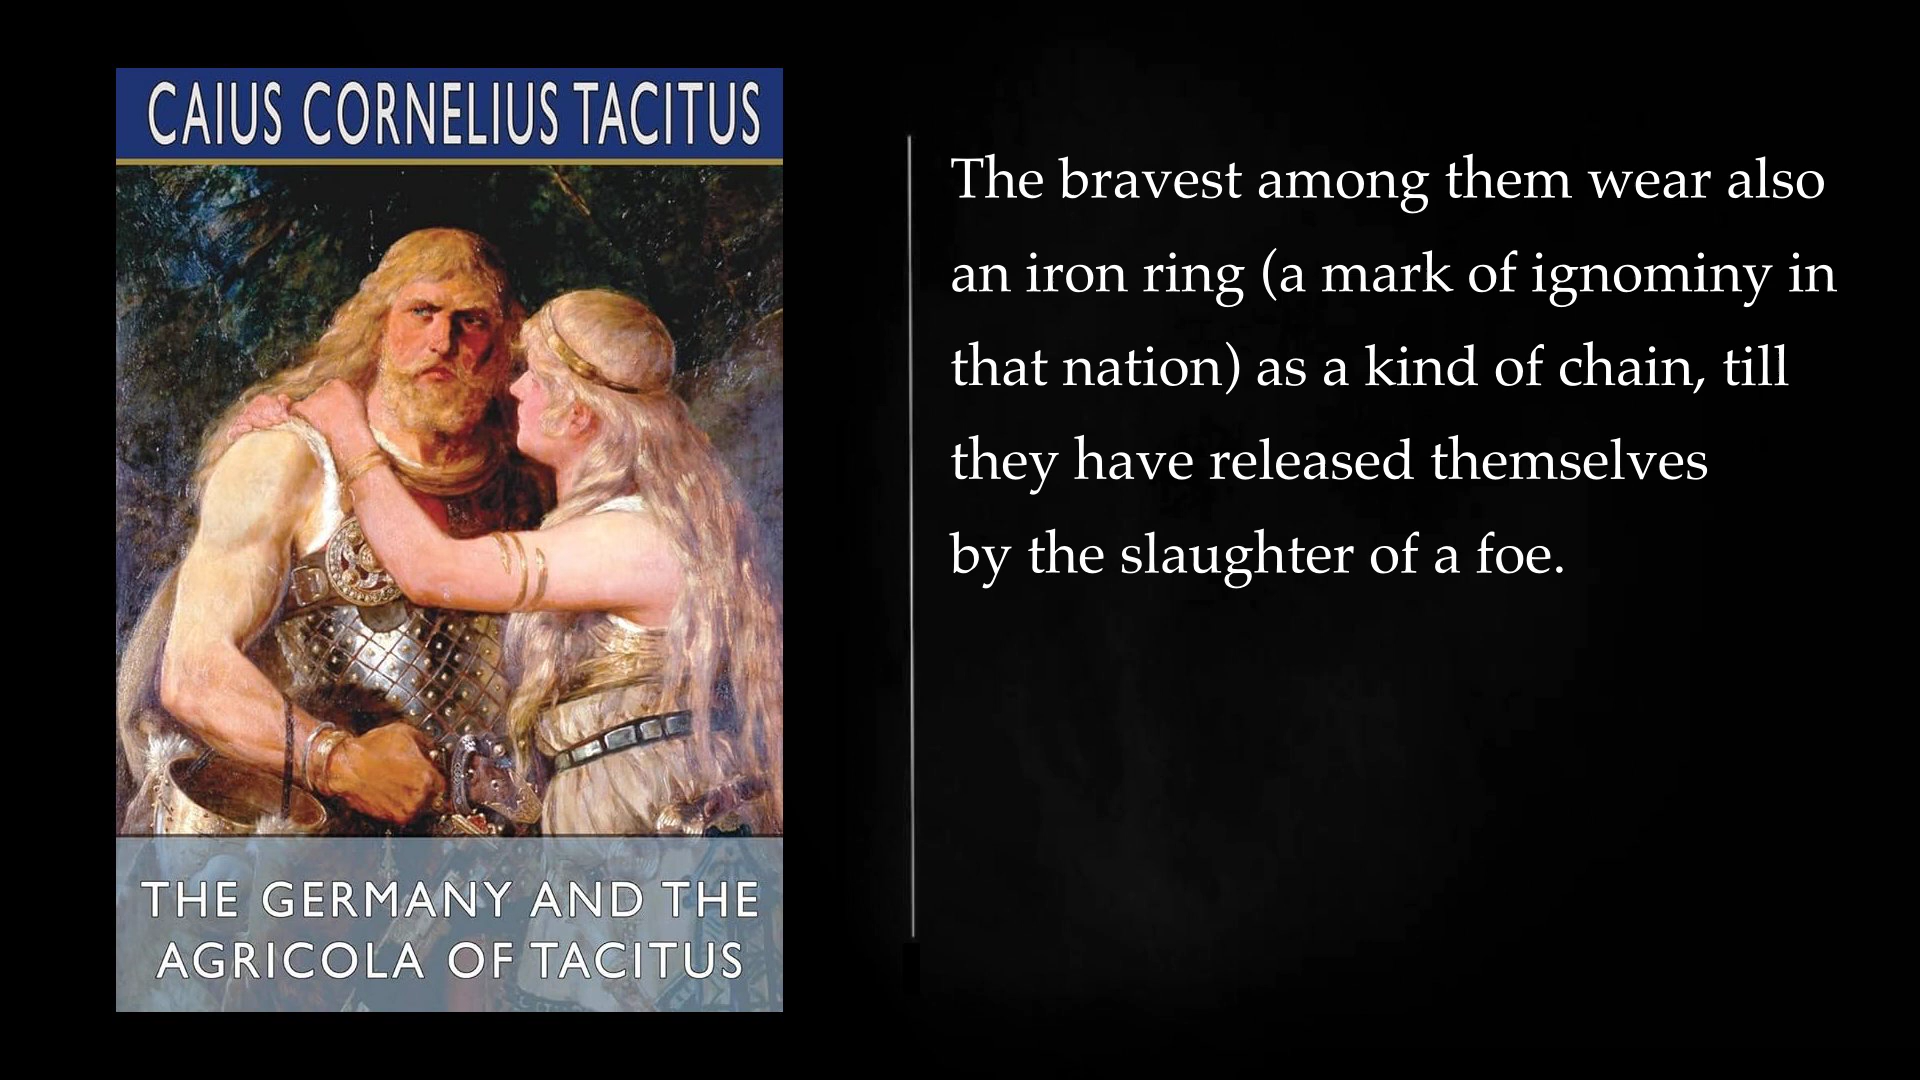 CAIUS CORNELIUS TACITUS
THE GERMANY AND THE
AGRICOLA OF TACITUS
The bravest among them wear also
an iron ring (a mark of ignominy in
that nation) as a kind of chain, till
they have released themselves
by the slaughter of a foe.